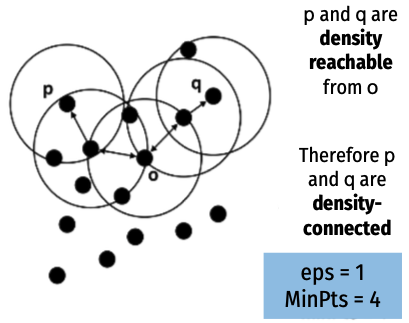 p and q are
density
reachable
from o
p
q
o
Therefore p
and q are
density-
connected
eps = 1
MinPts = 4